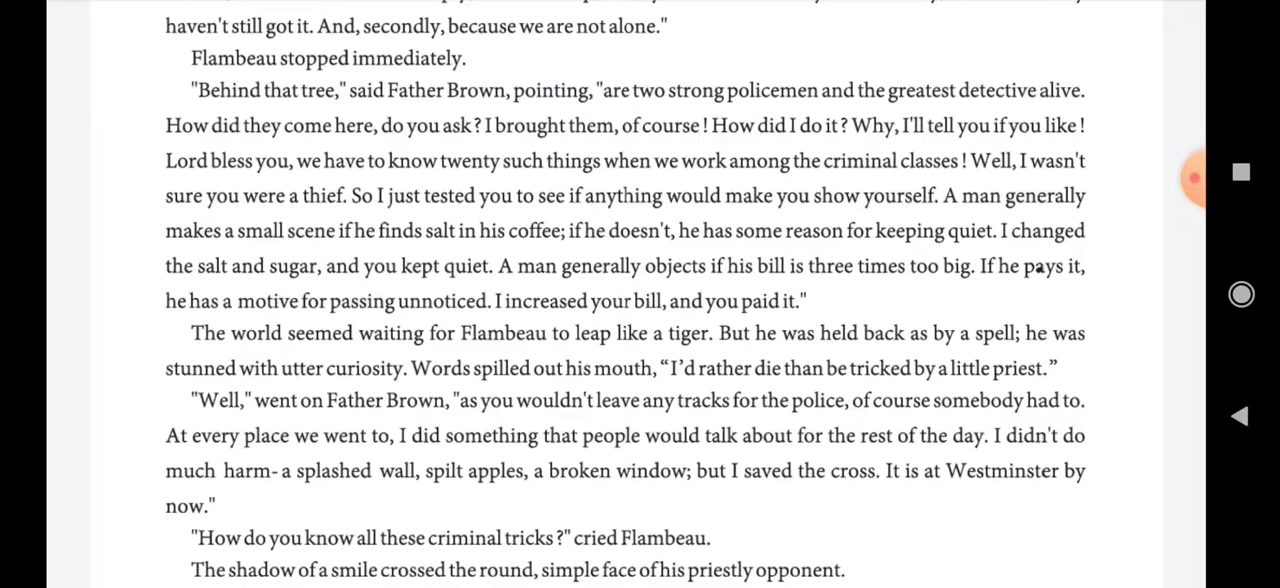 haven't still got it. And, secondly, because we are not alone."
Flambeau stopped immediately.
"Behind that tree," said Father Brown, pointing, "are two strong policemen and the greatest detective alive.
How did they come here, do you ask? I brought them, of course! How did I do it? Why, I'll tell you if you like!
Lord bless you, we have to know twenty such things when we work among the criminal classes! Well, I wasn't
sure you were a thief. So I just tested you to see if anything would make you show yourself. A man generally
makes a small scene if he finds salt in his coffee; if he doesn't, he has some reason for keeping quiet. I changed
the salt and sugar, and you kept quiet. A man generally objects if his bill is three times too big. If he pays it,
he has a motive for passing unnoticed. I increased your bill, and you paid it."
The world seemed waiting for Flambeau to leap like a tiger. But he was held back as by a spell; he was
stunned with utter curiosity. Words spilled out his mouth, “I’d rather die than be tricked by a little priest.”
"Well," went on Father Brown, "as you wouldn't leave any tracks for the police, of course somebody had to.
At every place we went to, I did something that people would talk about for the rest of the day. I didn't do
much harm- a splashed wall, spilt apples, a broken window; but I saved the cross. It is at Westminster by
now."
"How do you know all these criminal tricks?" cried Flambeau.
The shadow of a smile crossed the round, simple face of his priestly opponent.